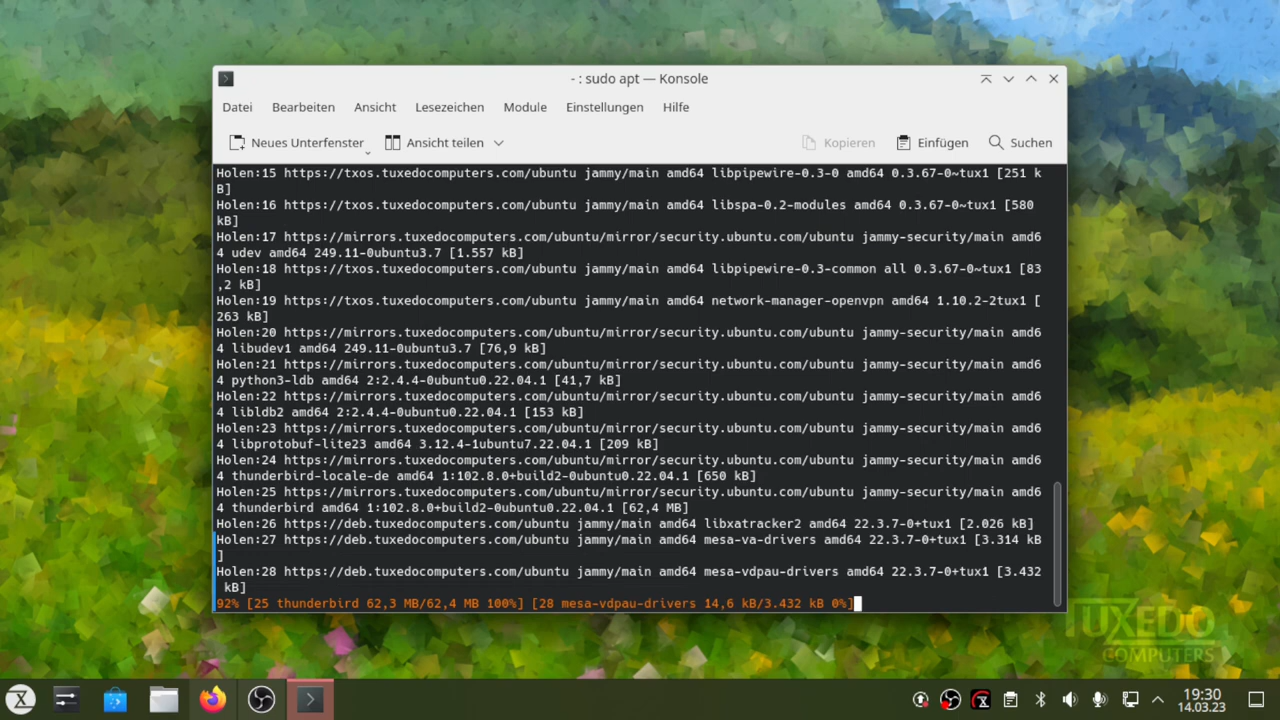 - : sudo apt — Konsole
Datei Bearbeiten Ansicht Lesezeichen Module Einstellungen Hilfe
Neues Unterfenster Ansicht teilen Kopieren Einfügen Suchen
Holen:15 https://txos.tuxedocomputers.com/ubuntu jammy/main amd64 libpipewire-0.3-0 amd64 0.3.67-0~tux1 [251 k
B]
Holen:16 https://txos.tuxedocomputers.com/ubuntu jammy/main amd64 libspa-0.2-modules amd64 0.3.67-0~tux1 [580
kB]
Holen:17 https://mirrors.tuxedocomputers.com/ubuntu/mirror/security.ubuntu.com/ubuntu jammy-security/main amd6
4 udev amd64 249.11-0ubuntu3.7 [1.557 kB]
Holen:18 https://txos.tuxedocomputers.com/ubuntu jammy/main amd64 libpipewire-0.3-common all 0.3.67-0~tux1 [83
,2 kB]
Holen:19 https://txos.tuxedocomputers.com/ubuntu jammy/main amd64 network-manager-openvpn amd64 1.10.2-2tux1 [
263 kB]
Holen:20 https://mirrors.tuxedocomputers.com/ubuntu/mirror/security.ubuntu.com/ubuntu jammy-security/main amd6
4 libudev1 amd64 249.11-0ubuntu3.7 [76,9 kB]
Holen:21 https://mirrors.tuxedocomputers.com/ubuntu/mirror/security.ubuntu.com/ubuntu jammy-security/main amd6
4 python3-ldb amd64 2:2.4.4-0ubuntu0.22.04.1 [41,7 kB]
Holen:22 https://mirrors.tuxedocomputers.com/ubuntu/mirror/security.ubuntu.com/ubuntu jammy-security/main amd6
4 libldb2 amd64 2:2.4.4-0ubuntu0.22.04.1 [153 kB]
Holen:23 https://mirrors.tuxedocomputers.com/ubuntu/mirror/security.ubuntu.com/ubuntu jammy-security/main amd6
4 libprotobuf-lite23 amd64 3.12.4-1ubuntu7.22.04.1 [209 kB]
Holen:24 https://mirrors.tuxedocomputers.com/ubuntu/mirror/security.ubuntu.com/ubuntu jammy-security/main amd6
4 thunderbird-locale-de amd64 1:102.8.0+build2-0ubuntu0.22.04.1 [650 kB]
Holen:25 https://mirrors.tuxedocomputers.com/ubuntu/mirror/security.ubuntu.com/ubuntu jammy-security/main amd6
4 thunderbird amd64 1:102.8.0+build2-0ubuntu0.22.04.1 [62,4 MB]
Holen:26 https://deb.tuxedocomputers.com/ubuntu jammy/main amd64 libxatracker2 amd64 22.3.7-0+tux1 [2.026 kB]
Holen:27 https://deb.tuxedocomputers.com/ubuntu jammy/main amd64 mesa-va-drivers amd64 22.3.7-0+tux1 [3.314 kB
]
Holen:28 https://deb.tuxedocomputers.com/ubuntu jammy/main amd64 mesa-vdpau-drivers amd64 22.3.7-0+tux1 [3.432
kB]
92% [25 thunderbird 62,3 MB/62,4 MB 100%] [28 mesa-vdpau-drivers 14,6 kB/3.432 kB 0%]
TUXEDO
COMPUTERS
19:30
14.03.23